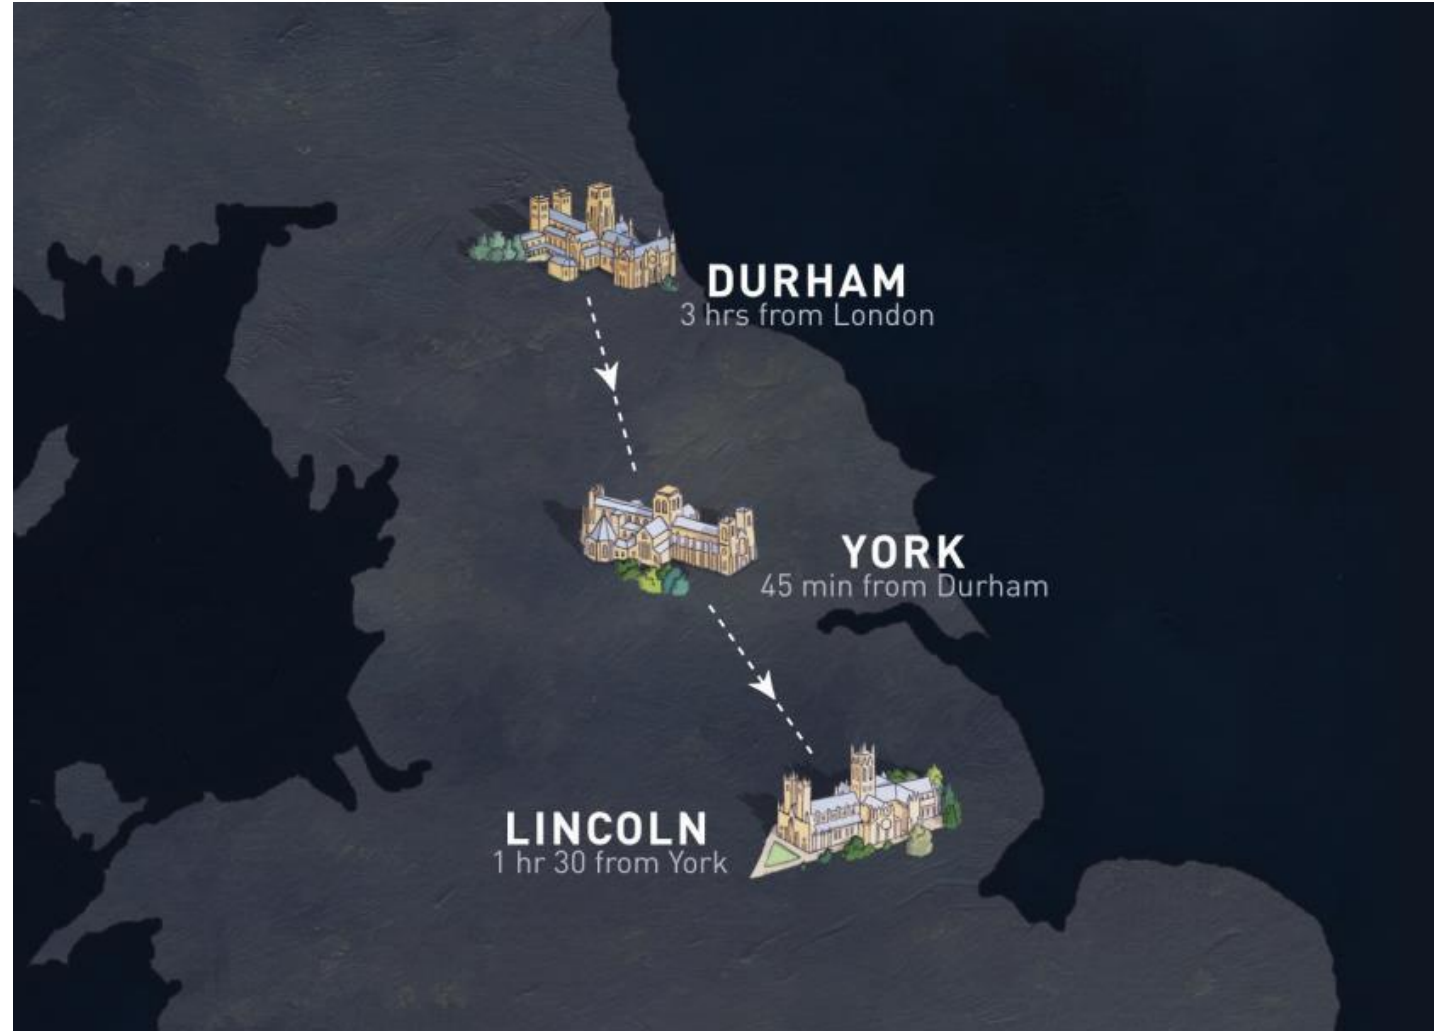 DURHAM
3 hrs from London
YORK
45 min from Durham
LINCOLN
1 hr 30 from York